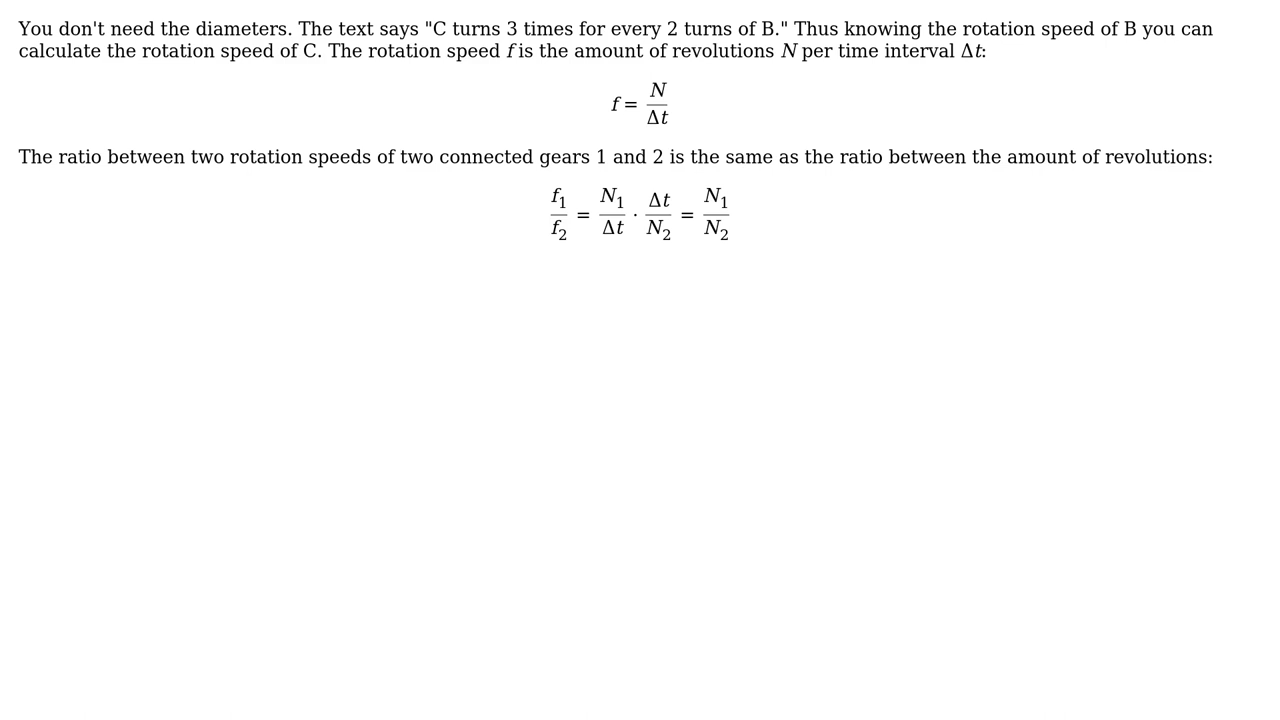 You don't need the diameters. The text says "C turns 3 times for every 2 turns of B." Thus knowing the rotation speed of B you can
calculate the rotation speed of C. The rotation speed f is the amount of revolutions N per time interval Δt:
f = N/Δt
The ratio between two rotation speeds of two connected gears 1 and 2 is the same as the ratio between the amount of revolutions:
f₁/f₂ = N₁/Δt · Δt/N₂ = N₁/N₂